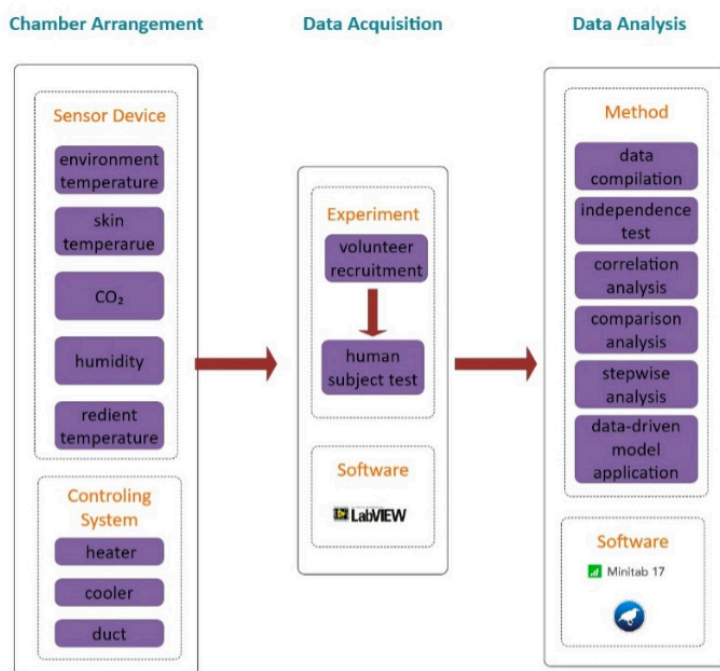 Chamber Arrangement
Sensor Device
environment
temperature
skin
temperarue
CO₂
humidity
redient
temperature
Controling
System
heater
cooler
duct
Data Acquisition
Experiment
volunteer
recruitment
human
subject test
Software
LabVIEW
Data Analysis
Method
data
compilation
independence
test
correlation
analysis
comparison
analysis
stepwise
analysis
data-driven
model
application
Software
Minitab 17